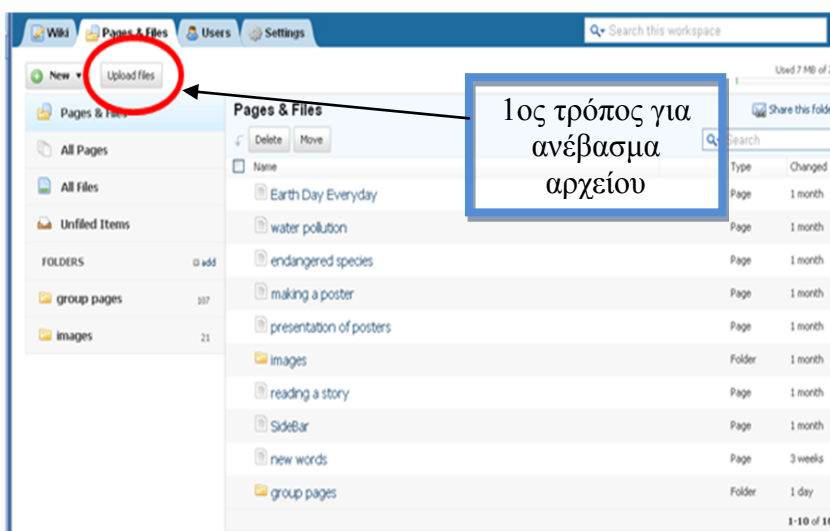 Wiki Pages & Files Users Settings Search this workspace
New Upload files Used 7 MB of
Pages & Files
Share this folde
1ος τρόπος για
ανέβασμα
αρχείου
Pages & Files
Delete Move Search
All Pages
Name Type Changed
All Files
Earth Day Everyday Page 1 month
Unfiled Items
water pollution Page 1 month
FOLDERS add
endangered species Page 1 month
group pages 107
making a poster Page 1 month
images 21
presentation of posters Page 1 month
images Folder 1 month
reading a story Page 1 month
SideBar Page 1 month
new words Page 3 weeks
group pages Folder 1 day
1-10 of